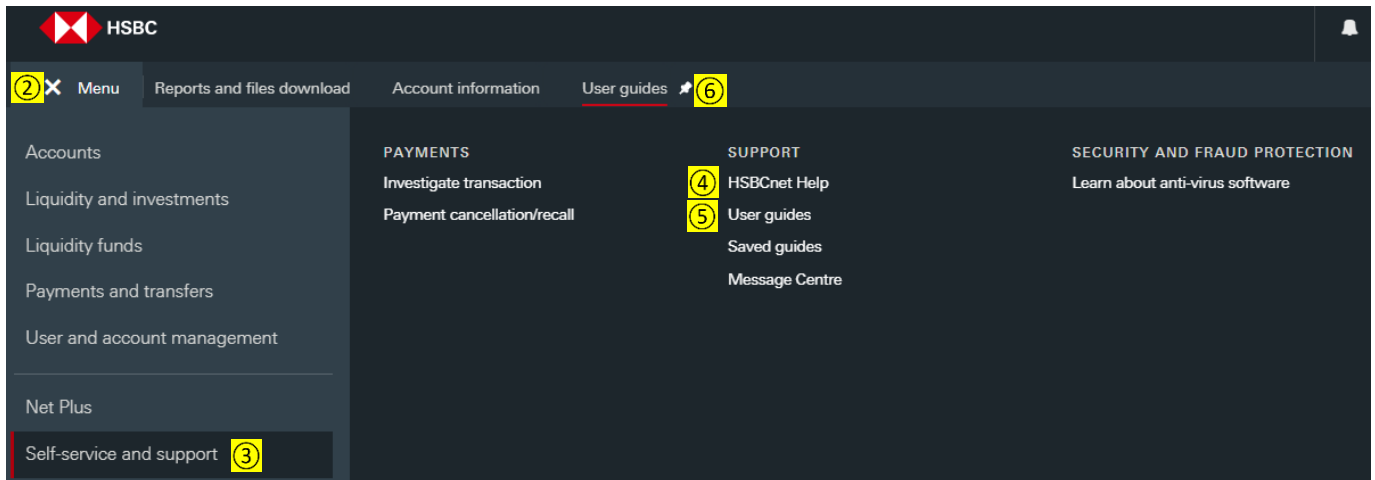 HSBC
② Menu Reports and files download Account information User guides ⑥
Accounts
Liquidity and investments
Liquidity funds
Payments and transfers
User and account management
Net Plus
Self-service and support ③
PAYMENTS
Investigate transaction
Payment cancellation/recall
SUPPORT
④ HSBCnet Help
⑤ User guides
Saved guides
Message Centre
SECURITY AND FRAUD PROTECTION
Learn about anti-virus software